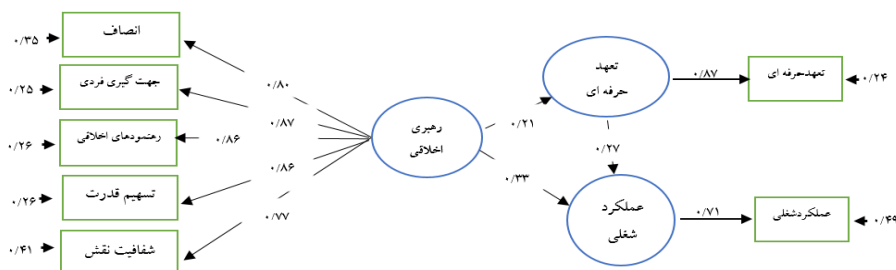 انصاف
۰/۳۵
جهت گیری فردی
۰/۲۵
رهنمودهای اخلاقی
۰/۲۶
تسهیم قدرت
۰/۲۶
شفافیت نقش
۰/۴۱
۰/۸۰
۰/۸۷
۰/۸۶
۰/۸۶
۰/۷۷
رهبری
اخلاقی
۰/۲۱
۰/۳۳
تعهد
حرفه ای
۰/۲۷
عملکرد
شغلی
۰/۸۷
۰/۷۱
تعهدحرفه ای
۰/۲۴
عملکردشغلی
۰/۴۹